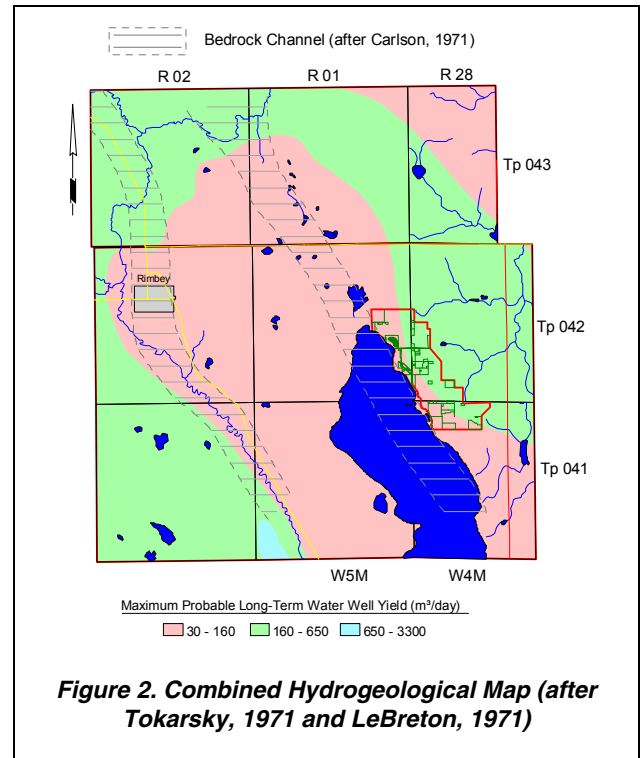 Bedrock Channel (after Carlson, 1971)
R 02 R 01 R 28
Tp 043
Rimbey
Tp 042
Tp 041
W5M W4M
Maximum Probable Long-Term Water Well Yield (m³/day)
30 - 160 160 - 650 650 - 3300
Figure 2. Combined Hydrogeological Map (after
Tokarsky, 1971 and LeBreton, 1971)